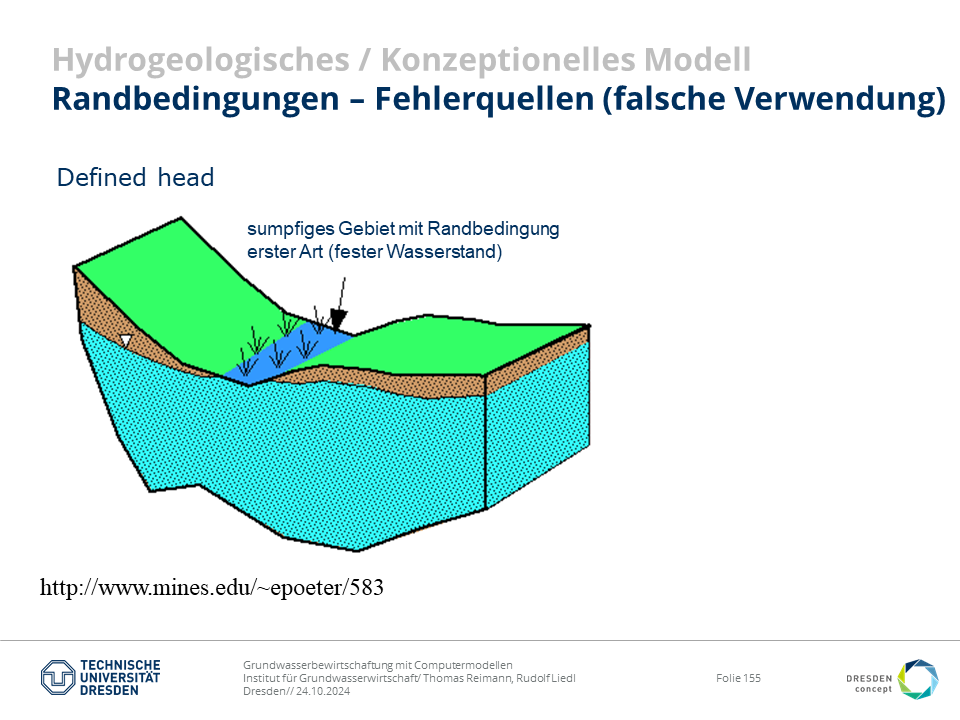 Hydrogeologisches / Konzeptionelles Modell
Randbedingungen – Fehlerquellen (falsche Verwendung)
Defined head
sumpfiges Gebiet mit Randbedingung
erster Art (fester Wasserstand)
http://www.mines.edu/~epoeter/583
TECHNISCHE
UNIVERSITÄT
DRESDEN
Grundwasserbewirtschaftung mit Computermodellen
Institut für Grundwasserwirtschaft/ Thomas Reimann, Rudolf Liedl
Dresden// 24.10.2024
Folie 155
DRESDEN
concept